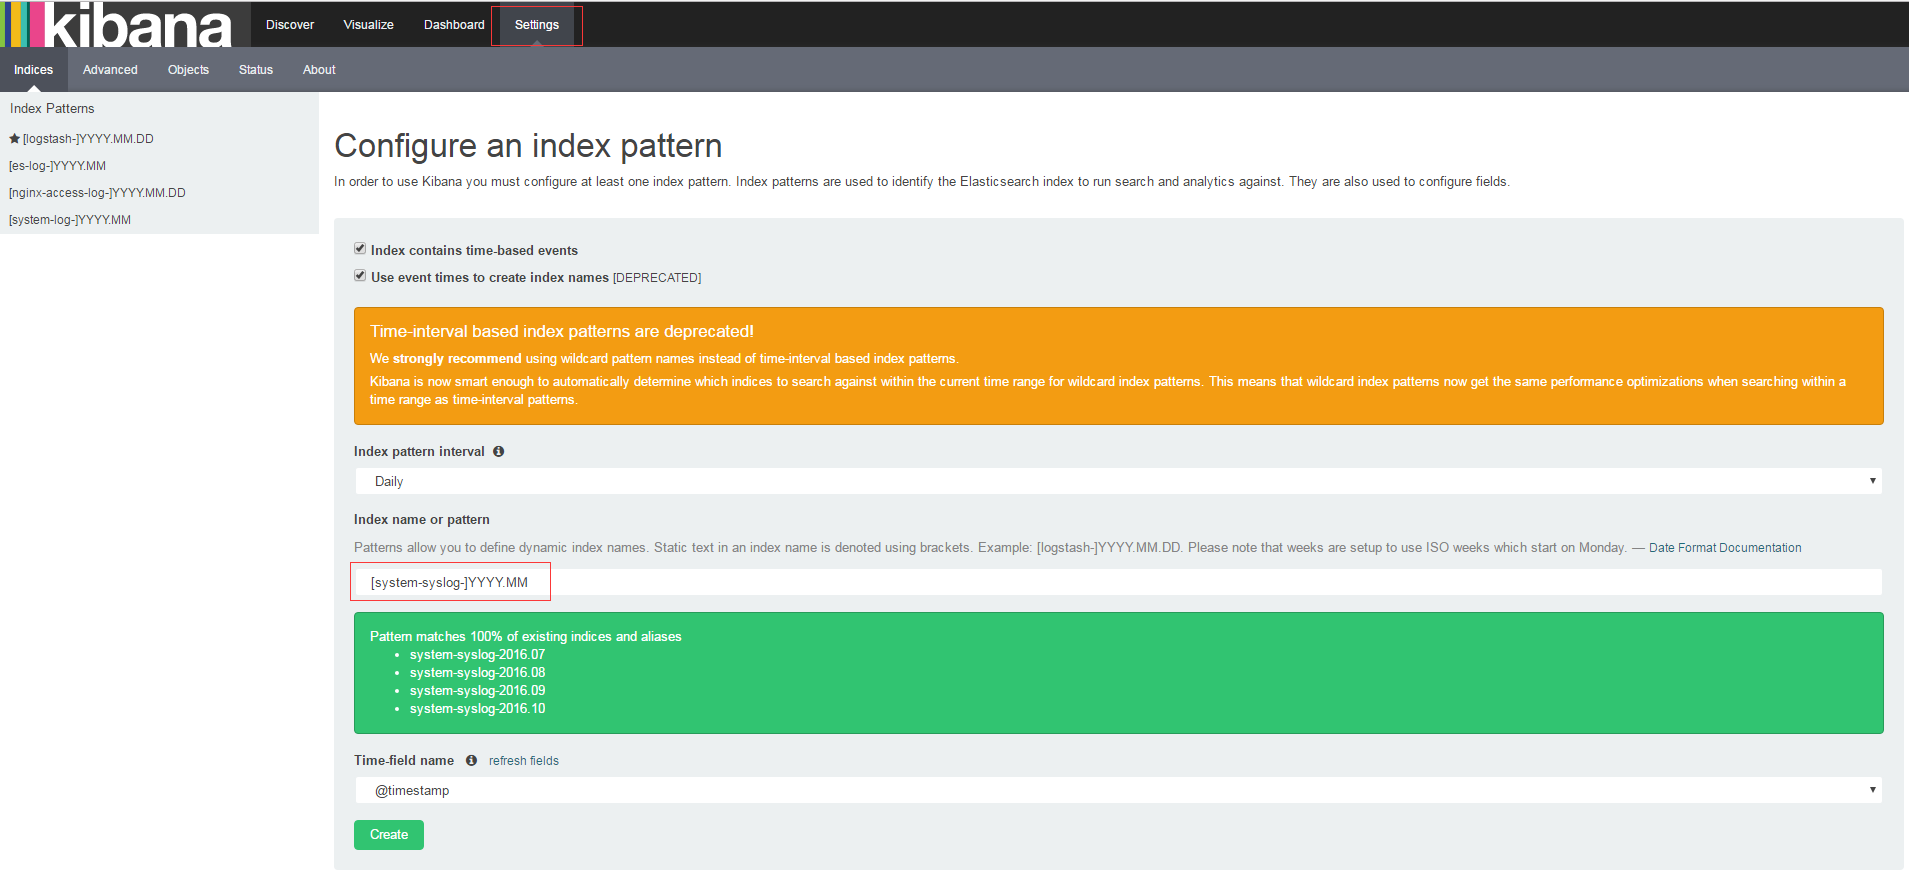 kibana
Discover Visualize Dashboard Settings
Indices Advanced Objects Status About
Index Patterns
[logstash-]YYYY.MM.DD
[es-log-]YYYY.MM
[nginx-access-log-]YYYY.MM.DD
[system-log-]YYYY.MM
Configure an index pattern
In order to use Kibana you must configure at least one index pattern. Index patterns are used to identify the Elasticsearch index to run search and analytics against. They are also used to configure fields.
Index contains time-based events
Use event times to create index names [DEPRECATED]
Time-interval based index patterns are deprecated!
We strongly recommend using wildcard pattern names instead of time-interval based index patterns.
Kibana is now smart enough to automatically determine which indices to search against within the current time range for wildcard index patterns. This means that wildcard index patterns now get the same performance optimizations when searching within a
time range as time-interval patterns.
Index pattern interval
Daily
Index name or pattern
Patterns allow you to define dynamic index names. Static text in an index name is denoted using brackets. Example: [logstash-]YYYY.MM.DD. Please note that weeks are setup to use ISO weeks which start on Monday. — Date Format Documentation
[system-syslog-]YYYY.MM
Pattern matches 100% of existing indices and aliases
• system-syslog-2016.07
• system-syslog-2016.08
• system-syslog-2016.09
• system-syslog-2016.10
Time-field name refresh fields
@timestamp
Create